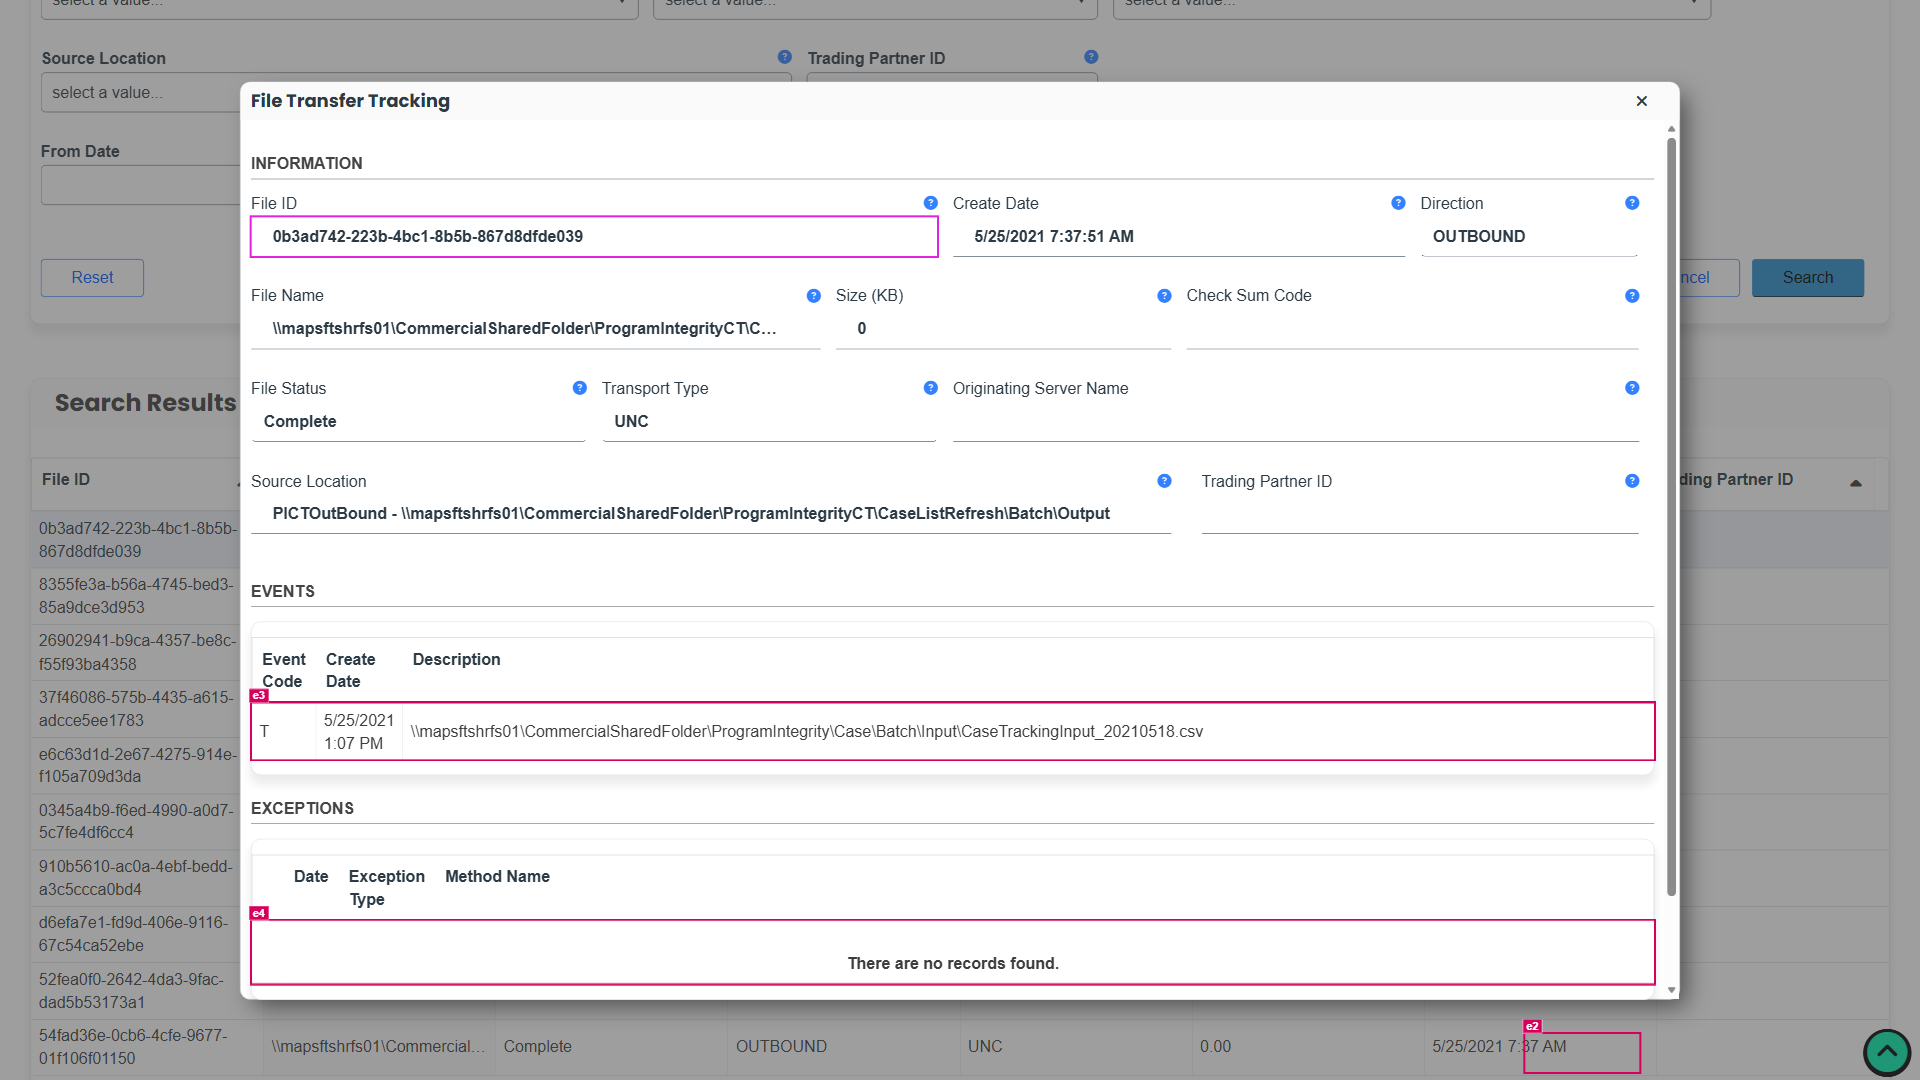 select a value...
select a value...
select a value...
Source Location
Trading Partner ID
select a value...
From Date
Reset
ncel
Search
File Transfer Tracking
INFORMATION
File ID
Create Date
Direction
0b3ad742-223b-4bc1-8b5b-867d8dfde039
5/25/2021 7:37:51 AM
OUTBOUND
File Name
Size (KB)
Check Sum Code
\\mapsftshrfs01\CommercialSharedFolder\ProgramIntegrityCT\C...
0
File Status
Transport Type
Originating Server Name
Complete
UNC
Source Location
Trading Partner ID
PICTOutBound - \\mapsftshrfs01\CommercialSharedFolder\ProgramIntegrityCT\CaseListRefresh\Batch\Output
EVENTS
Event Code
Create Date
Description
e3
T
5/25/2021
1:07 PM
\\mapsftshrfs01\CommercialSharedFolder\ProgramIntegrity\Case\Batch\Input\CaseTrackingInput_20210518.csv
EXCEPTIONS
Date
Exception Type
Method Name
e4
There are no records found.
Search Results
File ID
ding Partner ID
0b3ad742-223b-4bc1-8b5b-
867d8dfde039
8355fe3a-b56a-4745-bed3-
85a9dce3d953
26902941-b9ca-4357-be8c-
f55f93ba4358
37f46086-575b-4435-a615-
adcce5ee1783
e6c63d1d-2e67-4275-914e-
f105a709d3da
0345a4b9-f6ed-4990-a0d7-
5c7fe4df6cc4
910b5610-ac0a-4ebf-bedd-
a3c5ccca0bd4
d6efa7e1-fd9d-406e-9116-
67c54ca52ebe
52fea0f0-2642-4da3-9fac-
dad5b53173a1
54fad36e-0cb6-4cfe-9677-
01f106f01150
\\mapsftshrfs01\Commercial...
Complete
OUTBOUND
UNC
0.00
5/25/2021 7:37 AM
e2